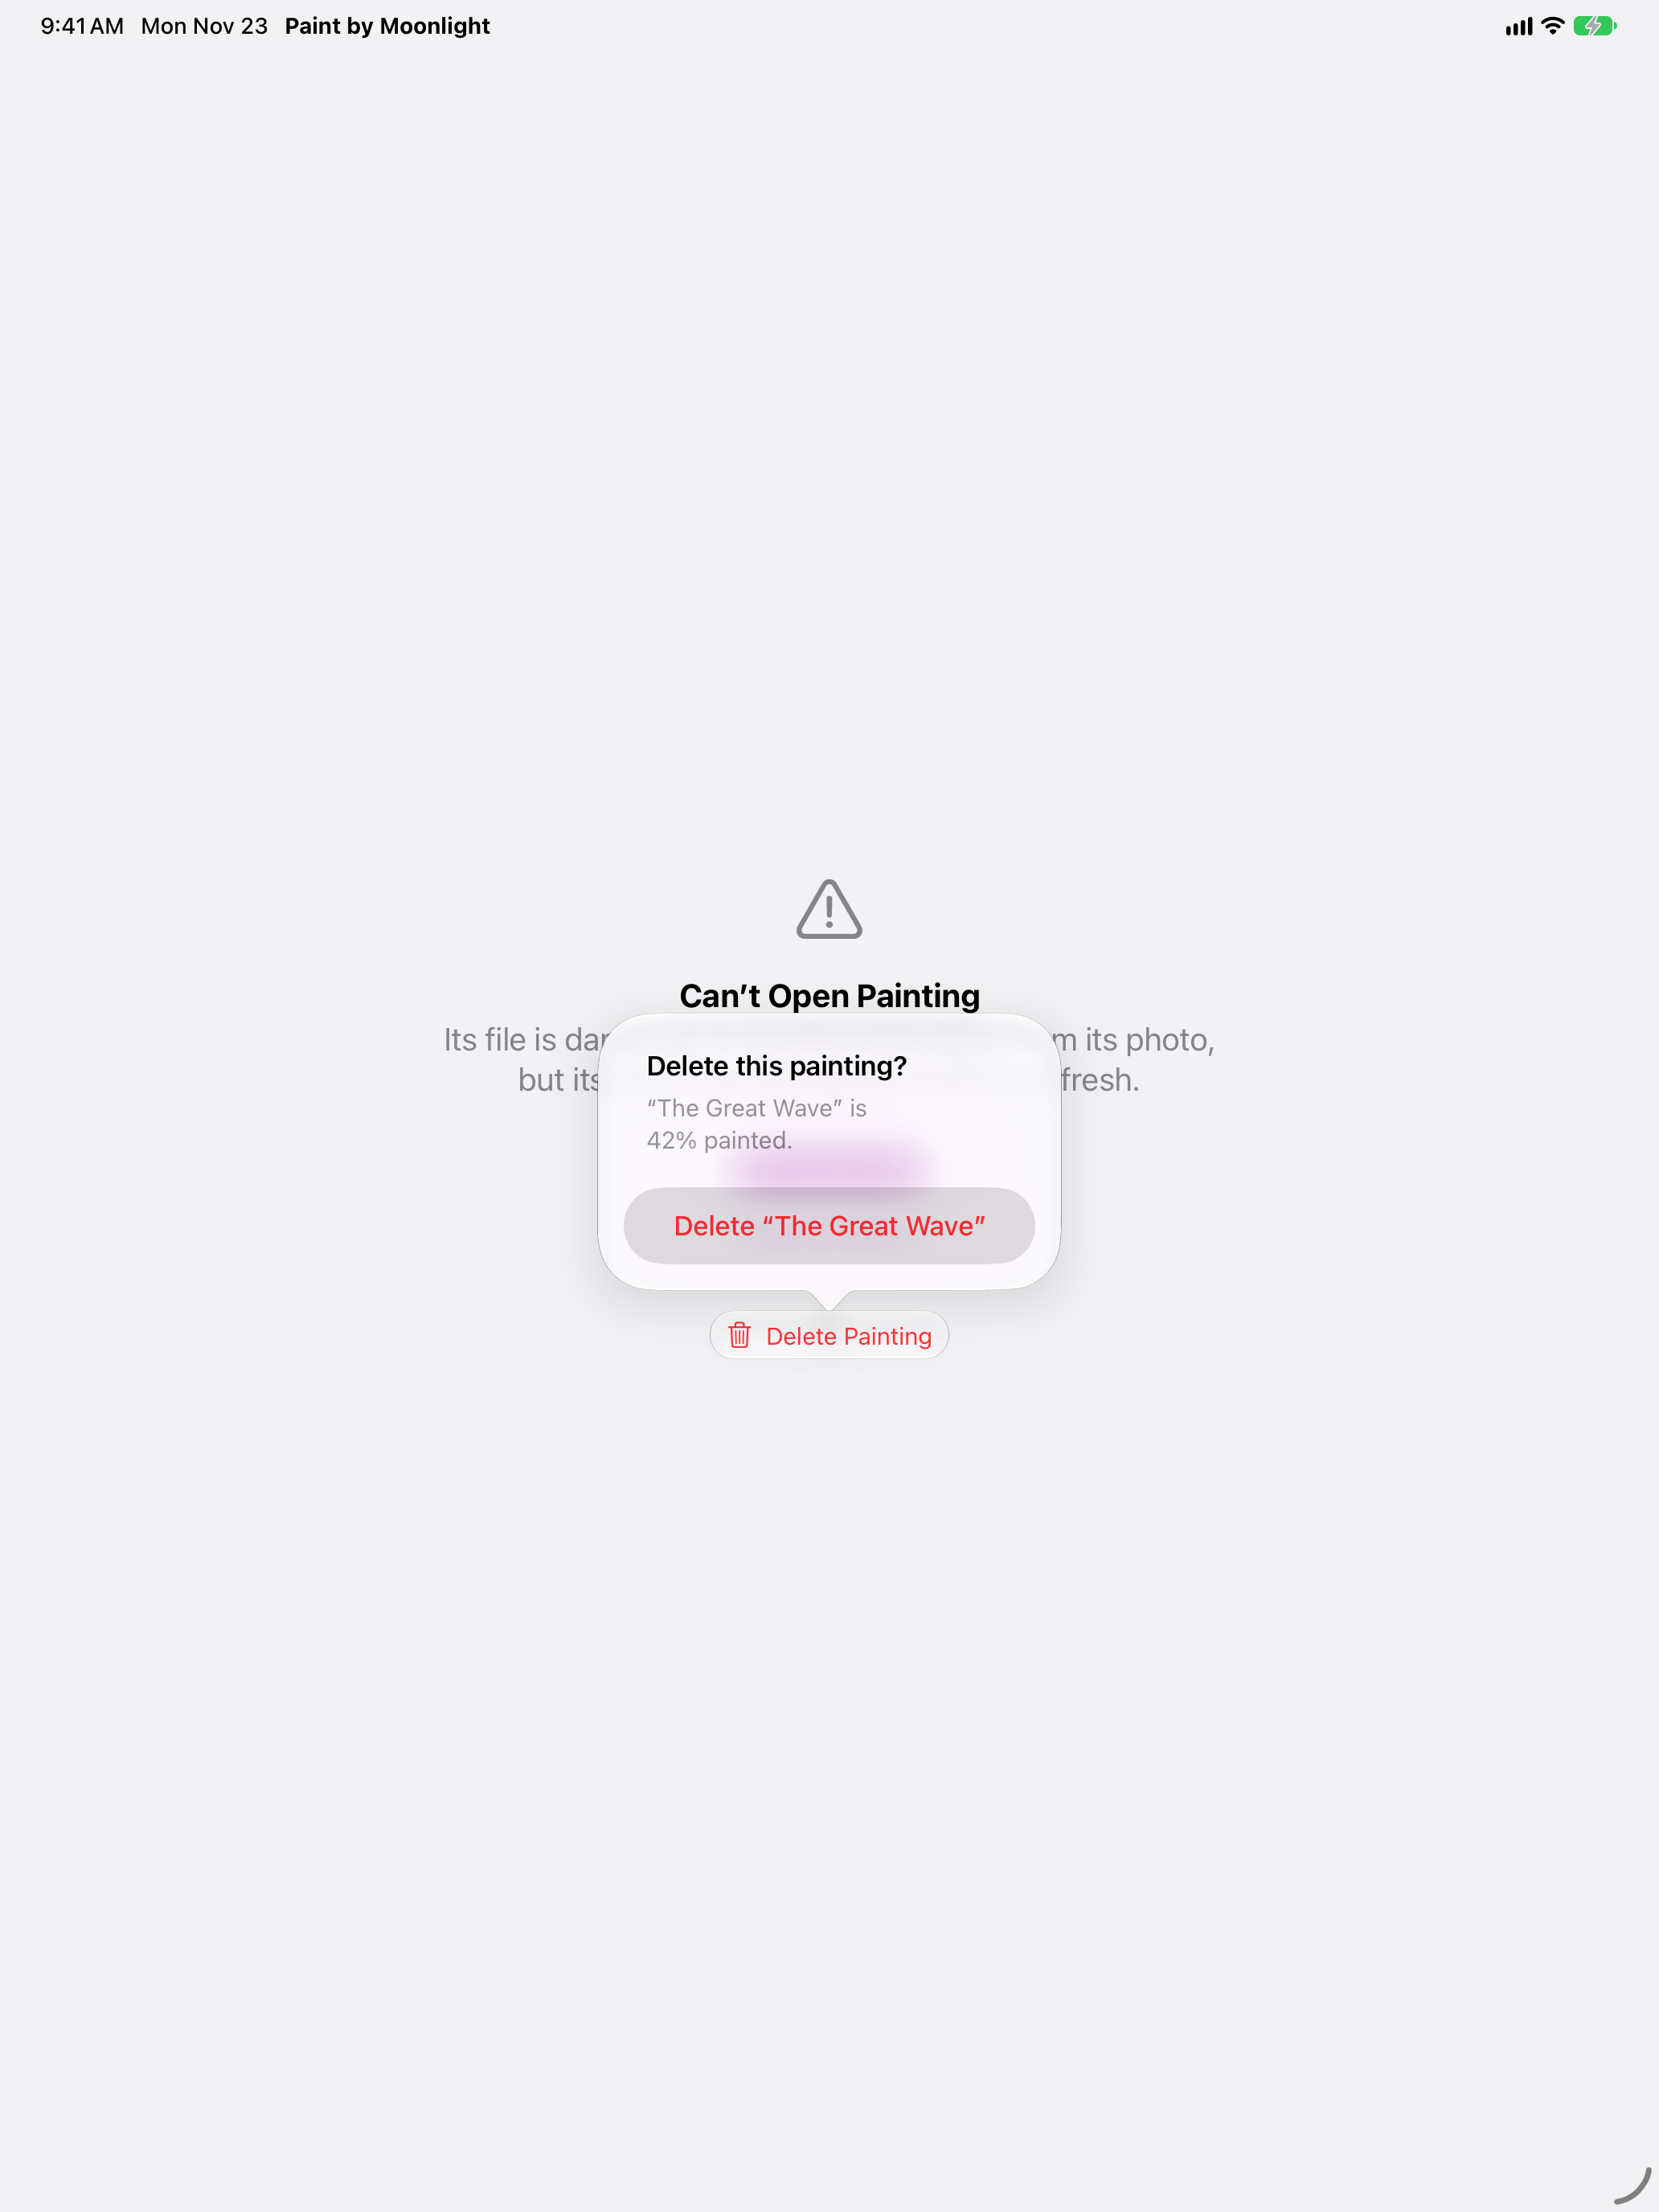 9:41 AM Mon Nov 23 Paint by Moonlight
Can’t Open Painting
Its file is m its photo,
but its fresh.
Delete this painting?
“The Great Wave” is
42% painted.
Delete “The Great Wave”
Delete Painting